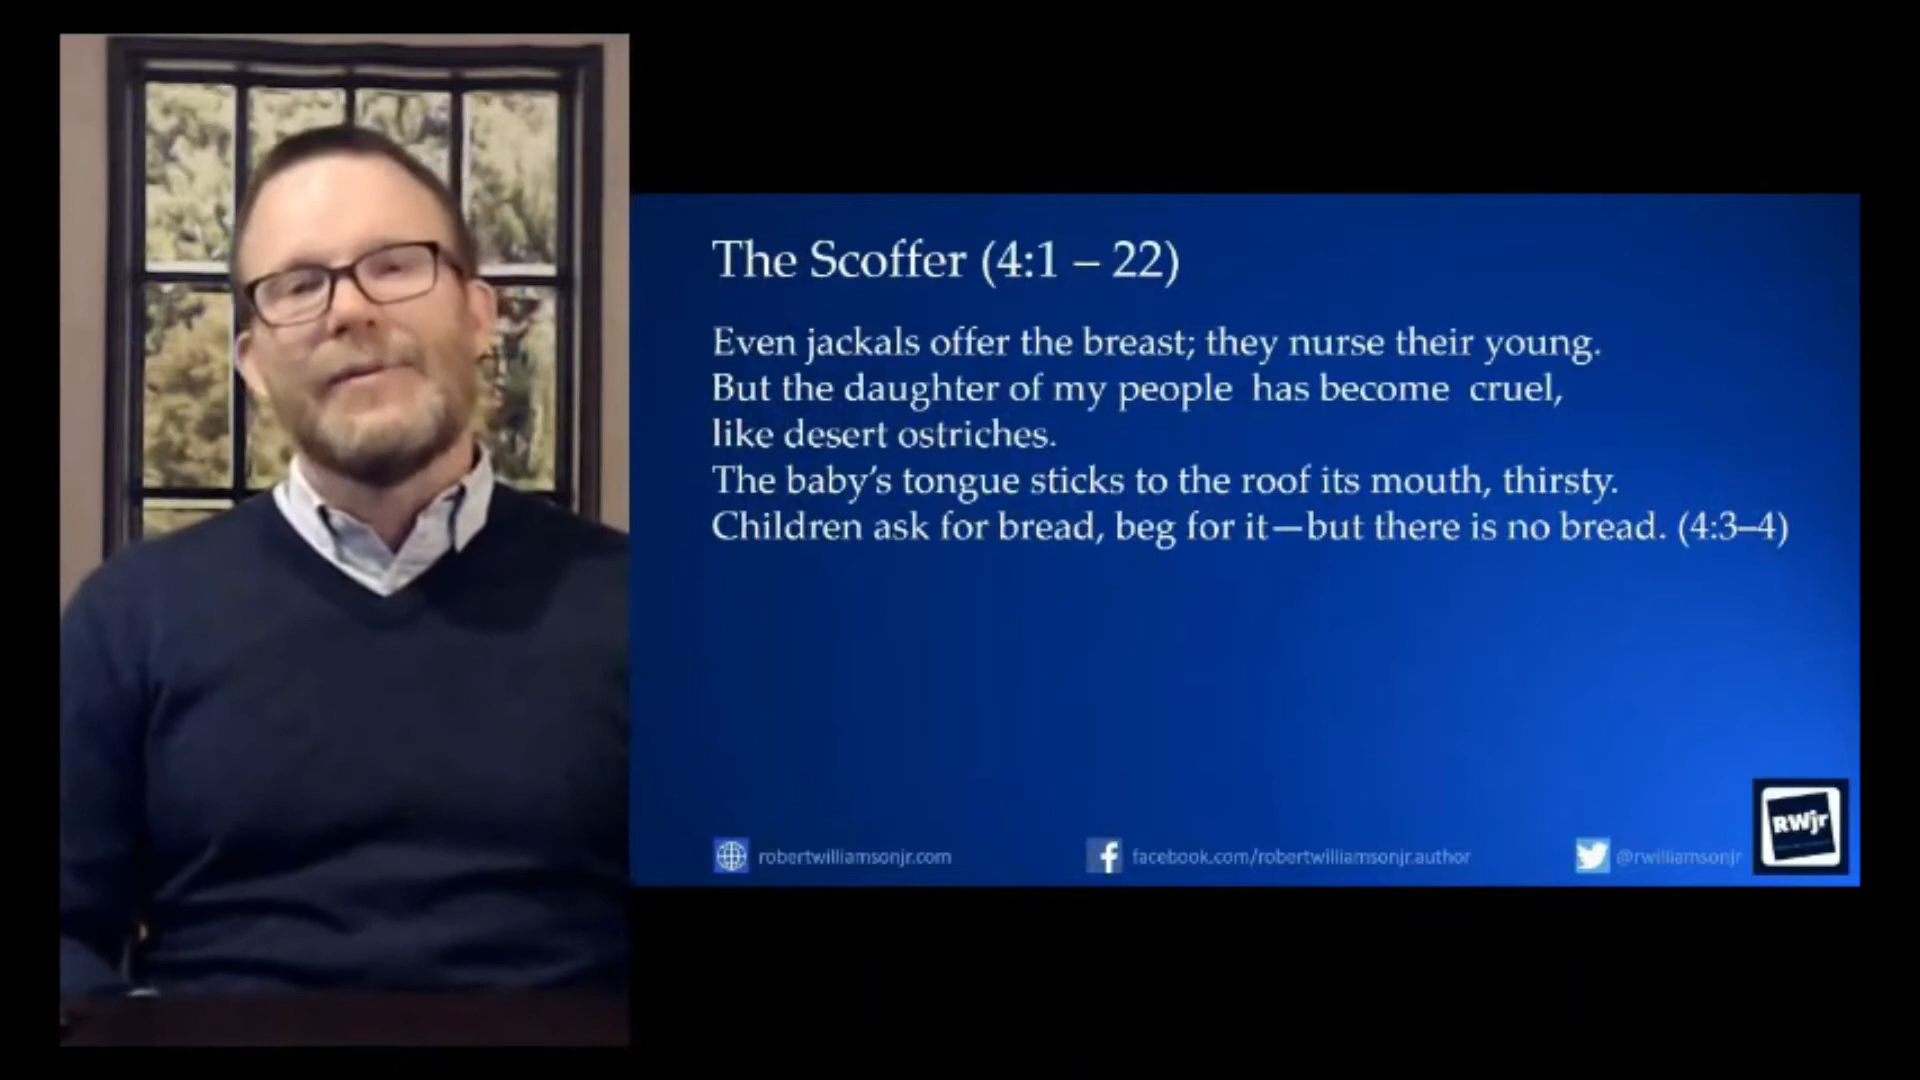 The Scoffer (4:1 – 22)
Even jackals offer the breast; they nurse their young.
But the daughter of my people has become cruel,
like desert ostriches.
The baby’s tongue sticks to the roof its mouth, thirsty.
Children ask for bread, beg for it—but there is no bread. (4:3–4)
robertwilliamsonjr.com
facebook.com/robertwilliamsonjr.author
@rwilliamsonjr
RWjr